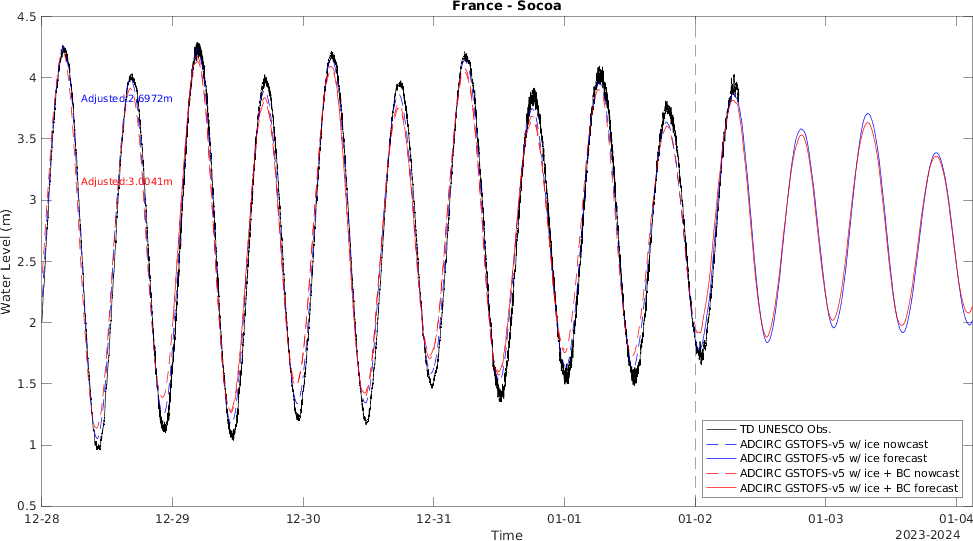 France - Socoa
4.5
4
3.5
3
2.5
2
1.5
1
0.5
Water Level (m)
Adjusted:2.6972m
Adjusted:3.0041m
TD UNESCO Obs.
ADCIRC GSTOFS-v5 w/ ice nowcast
ADCIRC GSTOFS-v5 w/ ice forecast
ADCIRC GSTOFS-v5 w/ ice + BC nowcast
ADCIRC GSTOFS-v5 w/ ice + BC forecast
12-28 12-29 12-30 12-31 01-01 01-02 01-03 01-04
Time
2023-2024